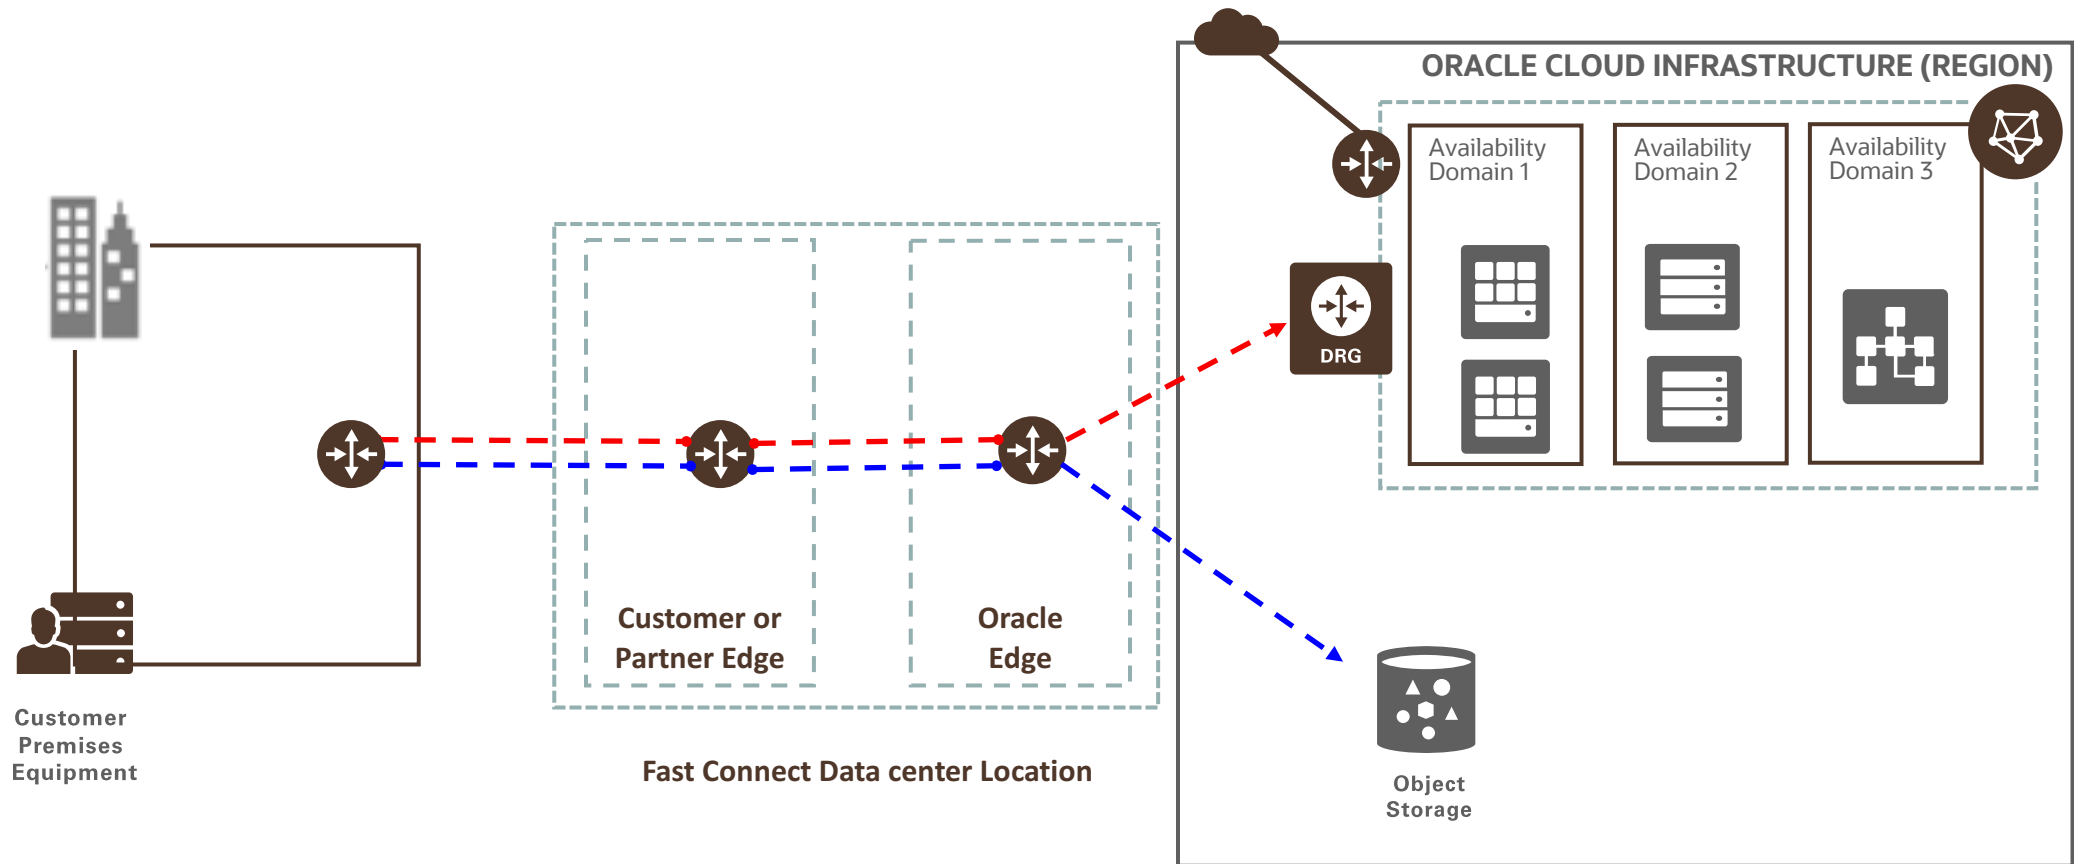 ORACLE CLOUD INFRASTRUCTURE (REGION)
Availability
Domain 1
Availability
Domain 2
Availability
Domain 3
DRG
Customer or
Partner Edge
Oracle
Edge
Customer
Premises
Equipment
Fast Connect Data center Location
Object
Storage